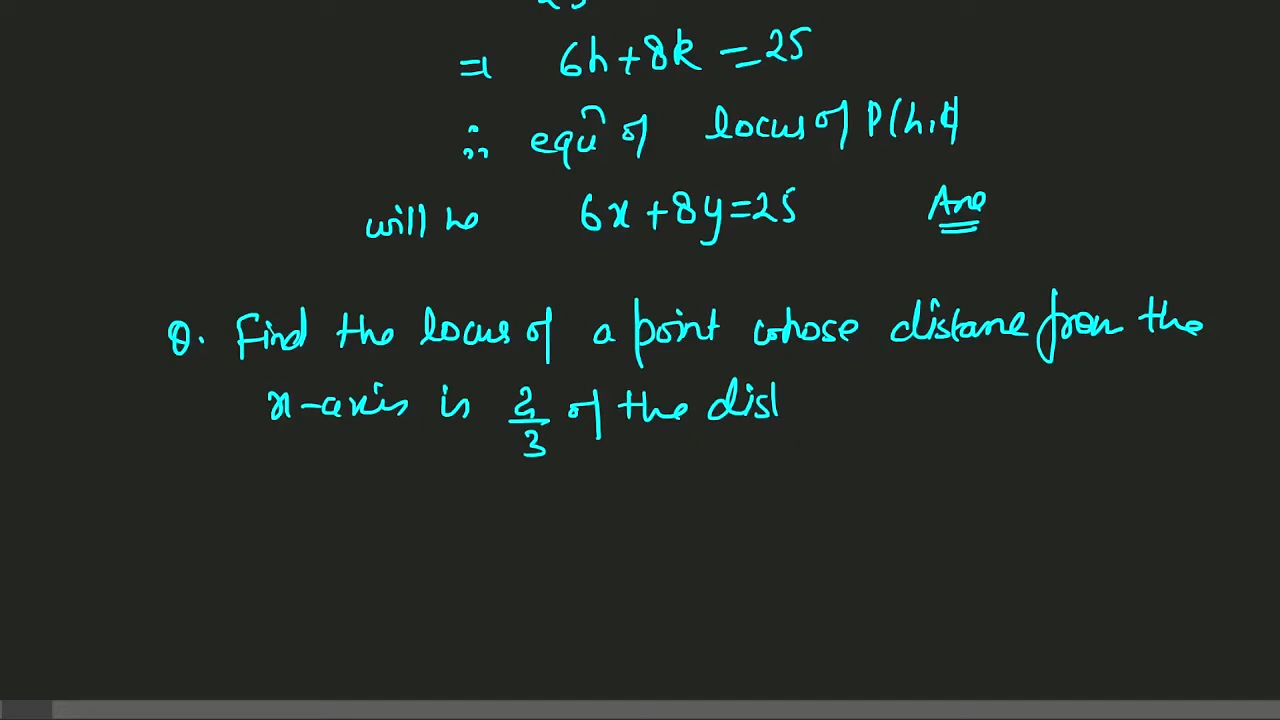 ⇒ 6h+8k = 25
∴ equⁿ of locus of P(h,k)
will be 6x+8y=25 Ans
Q. Find the locus of a point whose distane from the
x-axis is 2/3 of the dist